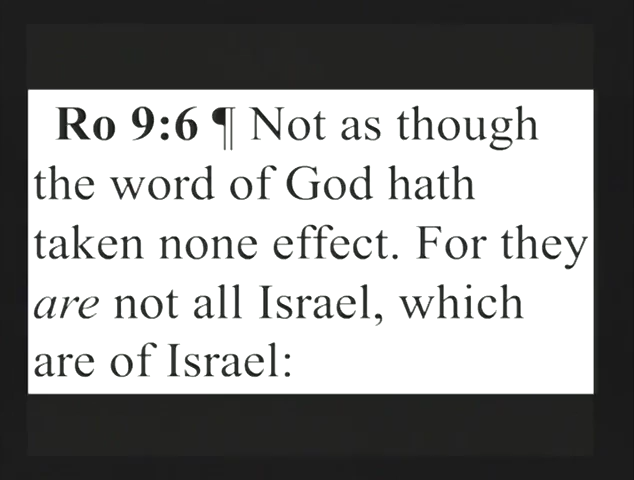 Ro 9:6 ¶ Not as though
the word of God hath
taken none effect. For they
are not all Israel, which
are of Israel: